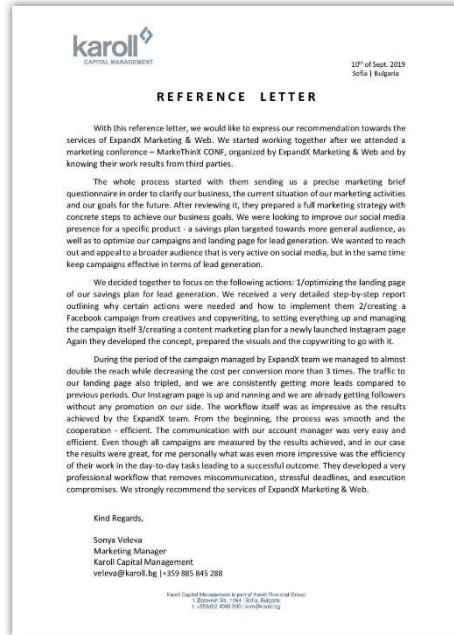 karoll
CAPITAL MANAGEMENT
10th of Sept. 2019
Sofia | Bulgaria
REFERENCE LETTER
With this reference letter, we would like to express our recommendation towards the
services of ExpandX Marketing & Web. We started working together after we attended a
marketing conference – MarkeThinX CONF, organized by ExpandX Marketing & Web and by
knowing their work results from third parties.
The whole process started with them sending us a precise marketing brief
questionnaire in order to clarify our business, the current situation of our marketing activities
and our goals for the future. After reviewing it, they prepared a full marketing strategy with
concrete steps to achieve our business goals. We were looking to improve our social media
presence for a specific product - a savings plan targeted towards more general audience, as
well as to optimize our campaigns and landing page for lead generation. We wanted to reach
out and appeal to a broader audience that is very active on social media, but in the same time
keep campaigns effective in terms of lead generation.
We decided together to focus on the following actions: 1/optimizing the landing page
of our savings plan for lead generation. We received a very detailed step-by-step report
outlining why certain actions were needed and how to implement them 2/creating a
Facebook campaign from creatives and copywriting, to setting everything up and managing
the campaign itself 3/creating a content marketing plan for a newly launched Instagram page
Again they developed the concept, prepared the visuals and the copywriting to go with it.
During the period of the campaign managed by ExpandX team we managed to almost
double the reach while decreasing the cost per conversion more than 3 times. The traffic to
our landing page also tripled, and we are consistently getting more leads compared to
previous periods. Our Instagram page is up and running and we are already getting followers
without any promotion on our side. The workflow itself was as impressive as the results
achieved by the ExpandX team. From the beginning, the process was smooth and the
cooperation - efficient. The communication with our account manager was very easy and
efficient. Even though all campaigns are measured by the results achieved, and in our case
the results were great, for me personally what was even more impressive was the efficiency
of their work in the day-to-day tasks leading to a successful outcome. They developed a very
professional workflow that removes miscommunication, stressful deadlines, and execution
compromises. We strongly recommend the services of ExpandX Marketing & Web.
Kind Regards,
Sonya Veleva
Marketing Manager
Karoll Capital Management
veleva@karoll.bg |+359 885 845 288
Karoll Capital Management is part of Karoll Financial Group
1 Zlatovrah Str. 1164 | Sofia, Bulgaria